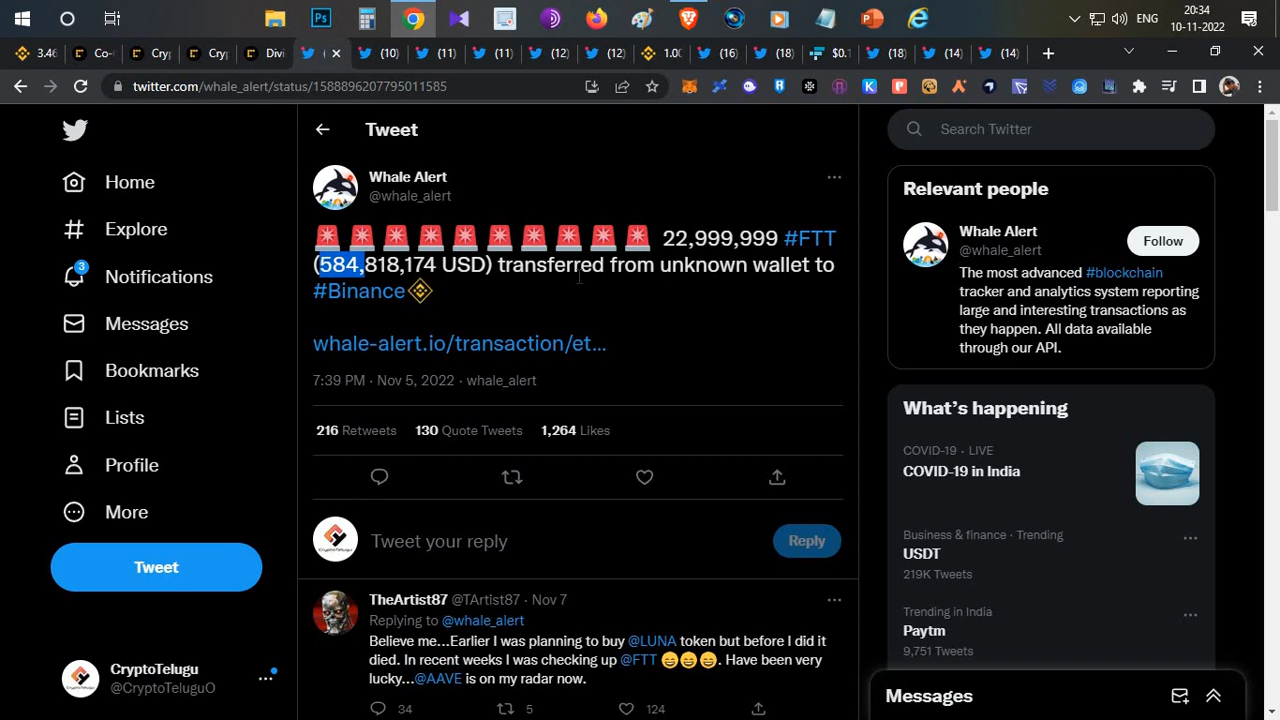 20:34
ENG
10-11-2022
3.46
Co-
Cry
Cry
Divi
(
(10)
(11)
(11)
(12)
(12)
1.00
(16)
(18)
$0.
(18)
(14)
(14)
twitter.com/whale_alert/status/1588896207795011585
Tweet
Search Twitter
Home
Explore
3
Notifications
Messages
Bookmarks
Lists
Profile
More
Tweet
CryptoTelugu
@CryptoTeluguO
Whale Alert
@whale_alert
22,999,999 #FTT
(584,818,174 USD) transferred from unknown wallet to
#Binance
whale-alert.io/transaction/et...
7:39 PM · Nov 5, 2022 · whale_alert
216 Retweets 130 Quote Tweets 1,264 Likes
Tweet your reply
Reply
TheArtist87 @TArtist87 · Nov 7
Replying to @whale_alert
Believe me...Earlier I was planning to buy @LUNA token but before I did it
died. In recent weeks I was checking up @FTT 😄😄😄. Have been very
lucky...@AAVE is on my radar now.
34 5 124
Relevant people
Whale Alert
@whale_alert
Follow
The most advanced #blockchain
tracker and analytics system reporting
large and interesting transactions as
they happen. All data available
through our API.
What's happening
COVID-19 · LIVE
COVID-19 in India
Business & finance · Trending
USDT
219K Tweets
Trending in India
Paytm
9,751 Tweets
Messages